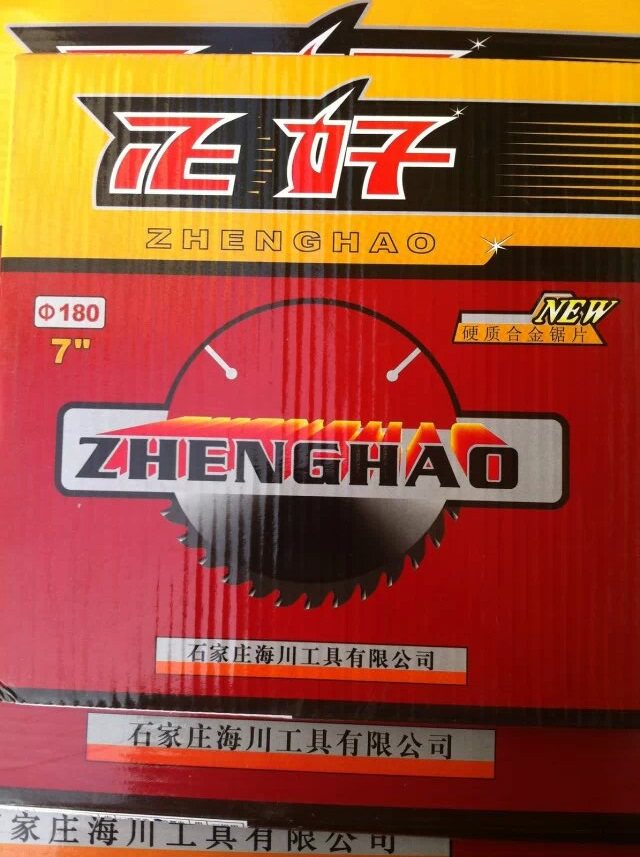 正好
ZHENGHAO
Φ180
7"
NEW
硬质合金锯片
ZHENGHAO
石家庄海川工具有限公司
石家庄海川工具有限公司
家庄海川工具有限公司